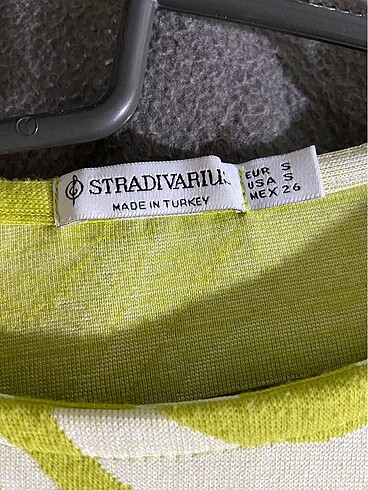 STRADIVARIUS
MADE IN TURKEY
EUR S
USA S
MEX 26